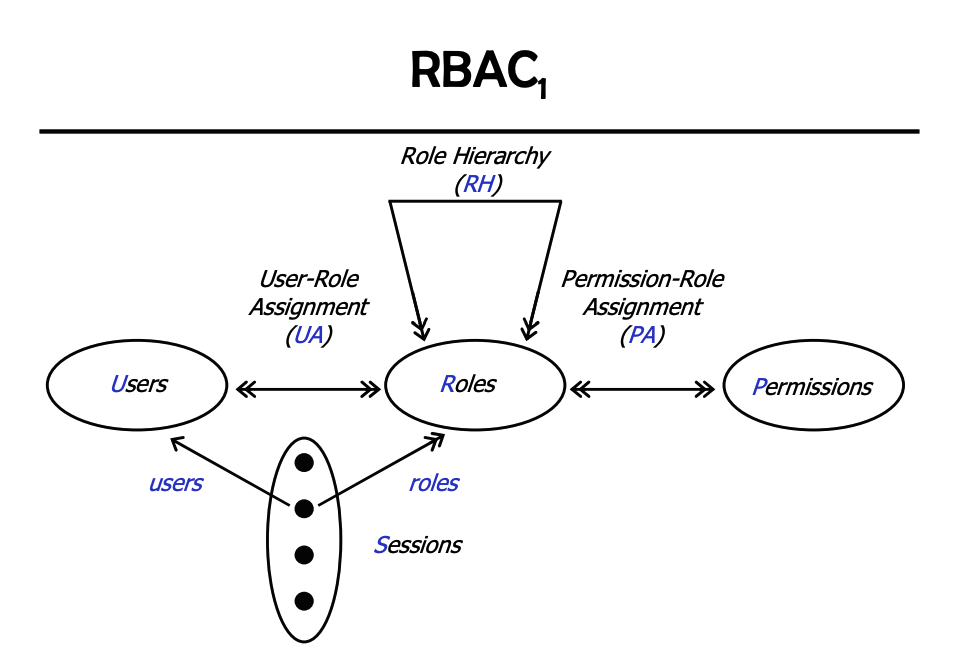 RBAC1
Role Hierarchy
(RH)
User-Role
Assignment
(UA)
Permission-Role
Assignment
(PA)
Users
Roles
Permissions
users
roles
Sessions